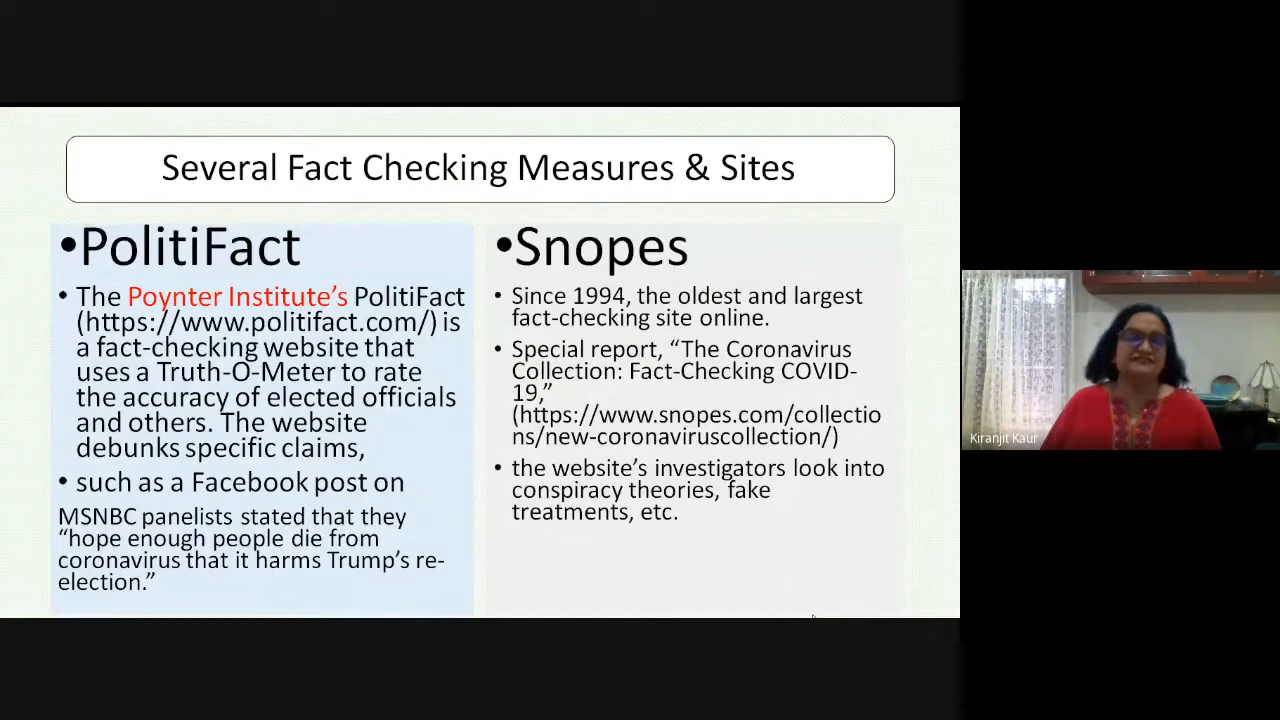 Several Fact Checking Measures & Sites
•PolitiFact
• The Poynter Institute’s PolitiFact
(https://www.politifact.com/) is
a fact-checking website that
uses a Truth-O-Meter to rate
the accuracy of elected officials
and others. The website
debunks specific claims,
• such as a Facebook post on
MSNBC panelists stated that they
“hope enough people die from
coronavirus that it harms Trump’s re-
election.”
•Snopes
• Since 1994, the oldest and largest
fact-checking site online.
• Special report, “The Coronavirus
Collection: Fact-Checking COVID-
19,”
(https://www.snopes.com/collectio
ns/new-coronaviruscollection/)
• the website’s investigators look into
conspiracy theories, fake
treatments, etc.
Kiranjit Kaur